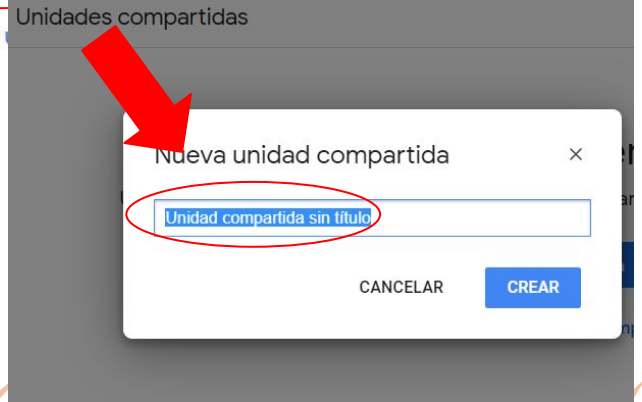 Unidades compartidas
Nueva unidad compartida
Unidad compartida sin título
CANCELAR
CREAR